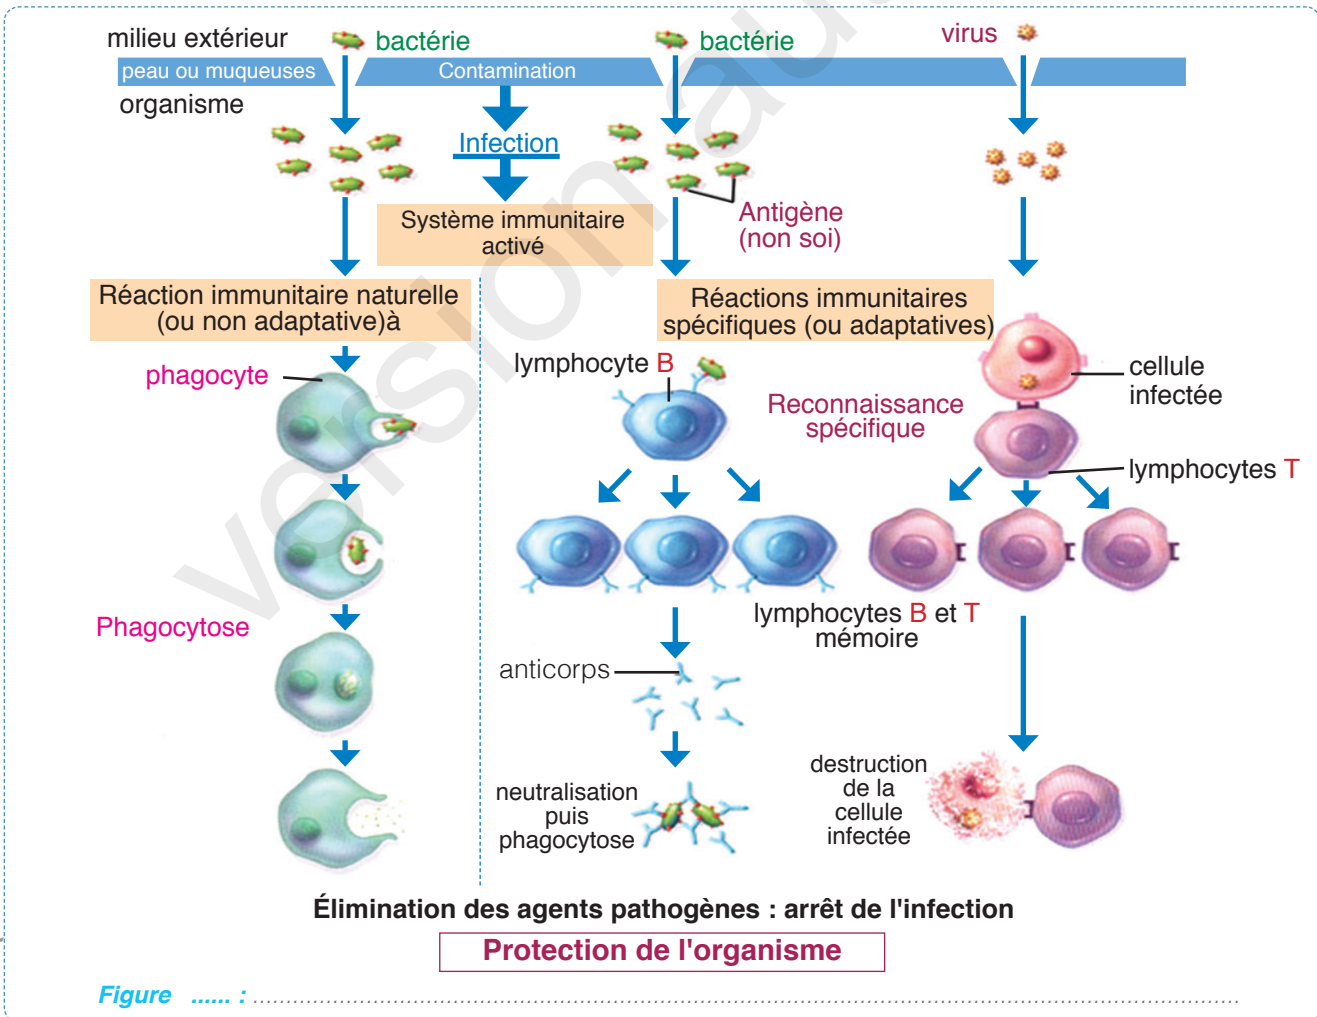 milieu extérieur
bactérie
bactérie
virus
peau ou muqueuses
Contamination
organisme
Infection
Antigène
(non soi)
Système immunitaire
activé
Réaction immunitaire naturelle
(ou non adaptative)à
Réactions immunitaires
spécifiques (ou adaptatives)
phagocyte
lymphocyte B
cellule
infectée
Reconnaissance
spécifique
lymphocytes T
Phagocytose
lymphocytes B et T
mémoire
anticorps
neutralisation
puis
phagocytose
destruction
de la
cellule
infectée
Élimination des agents pathogènes : arrêt de l'infection
Protection de l'organisme
Figure ...... : ......................................................................................................................................................
version